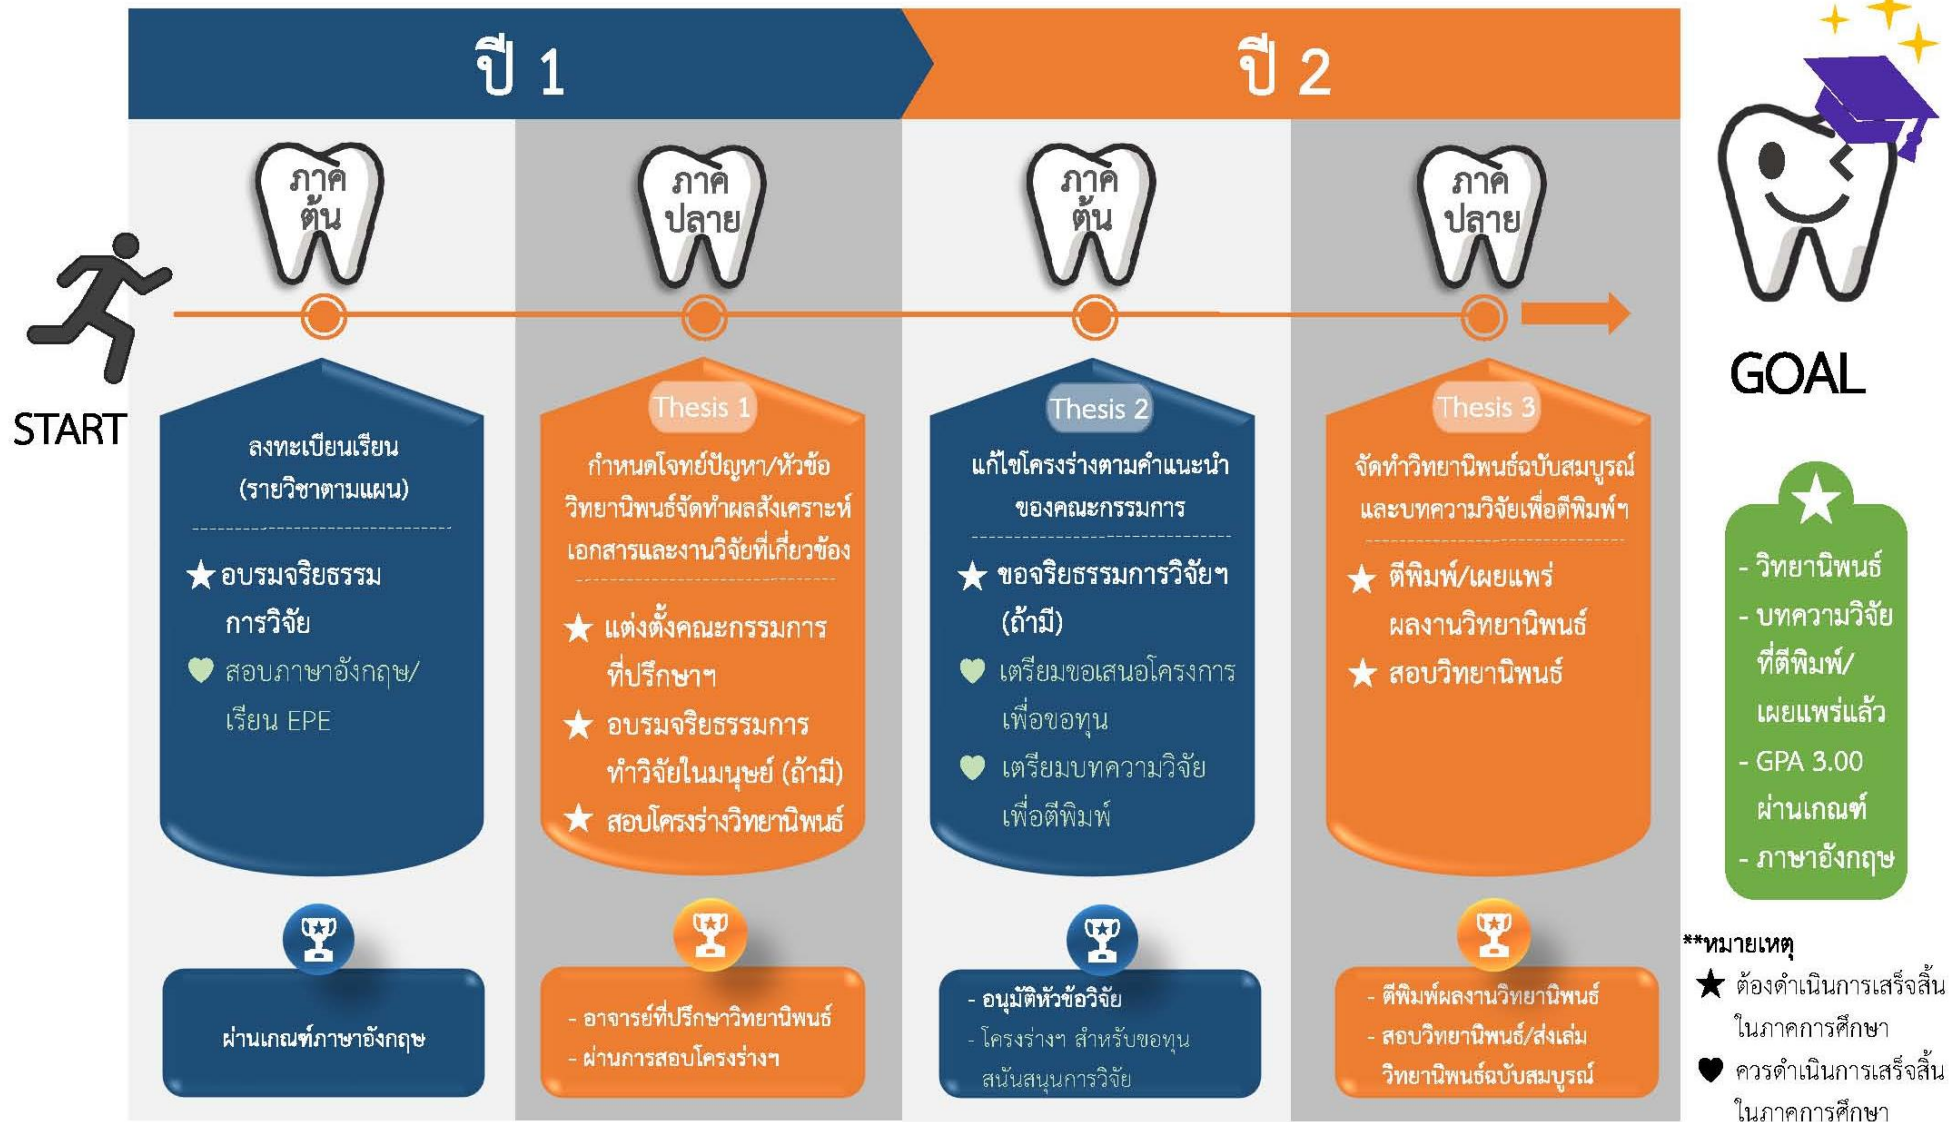 ปี 1
ปี 2
START
ภาค
ต้น
ลงทะเบียนเรียน
(รายวิชาตามแผน)
★ อบรมจริยธรรม
การวิจัย
♥ สอบภาษาอังกฤษ/
เรียน EPE
ผ่านเกณฑ์ภาษาอังกฤษ
ภาค
ปลาย
Thesis 1
กำหนดโจทย์ปัญหา/หัวข้อ
วิทยานิพนธ์จัดทำผลสังเคราะห์
เอกสารและงานวิจัยที่เกี่ยวข้อง
★ แต่งตั้งคณะกรรมการ
ที่ปรึกษาฯ
★ อบรมจริยธรรมการ
ทำวิจัยในมนุษย์ (ถ้ามี)
★ สอบโครงร่างวิทยานิพนธ์
- อาจารย์ที่ปรึกษาวิทยานิพนธ์
- ผ่านการสอบโครงร่างฯ
ภาค
ต้น
Thesis 2
แก้ไขโครงร่างตามคำแนะนำ
ของคณะกรรมการ
★ ขอจริยธรรมการวิจัยฯ
(ถ้ามี)
♥ เตรียมขอเสนอโครงการ
เพื่อขอทุน
♥ เตรียมบทความวิจัย
เพื่อตีพิมพ์
- อนุมัติหัวข้อวิจัย
- โครงร่างฯ สำหรับขอทุน
สนันสนุนการวิจัย
ภาค
ปลาย
Thesis 3
จัดทำวิทยานิพนธ์ฉบับสมบูรณ์
และบทความวิจัยเพื่อตีพิมพ์ฯ
★ ตีพิมพ์/เผยแพร่
ผลงานวิทยานิพนธ์
★ สอบวิทยานิพนธ์
- ตีพิมพ์ผลงานวิทยานิพนธ์
- สอบวิทยานิพนธ์/ส่งเล่ม
วิทยานิพนธ์ฉบับสมบูรณ์
GOAL
- วิทยานิพนธ์
- บทความวิจัย
ที่ตีพิมพ์/
เผยแพร่แล้ว
- GPA 3.00
ผ่านเกณฑ์
- ภาษาอังกฤษ
**หมายเหตุ
★ ต้องดำเนินการเสร็จสิ้น
ในภาคการศึกษา
♥ ควรดำเนินการเสร็จสิ้น
ในภาคการศึกษา